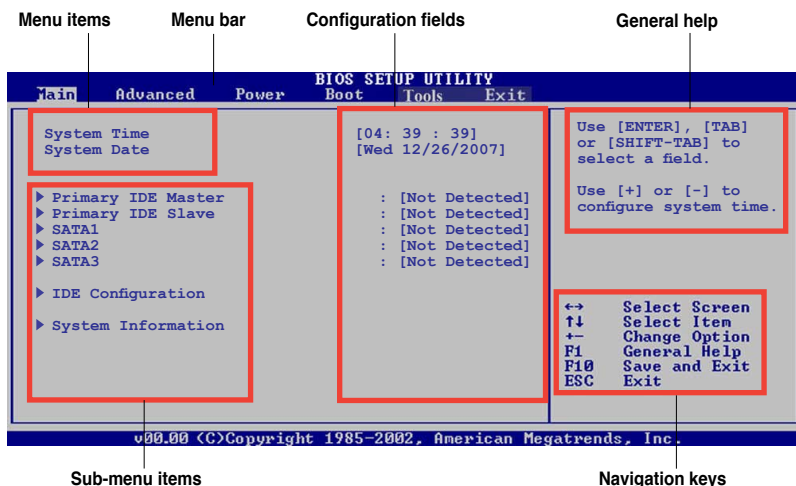 Menu items Menu bar Configuration fields General help
BIOS SETUP UTILITY
Main Advanced Power Boot Tools Exit
System Time [04: 39 : 39]
System Date [Wed 12/26/2007]
Primary IDE Master : [Not Detected]
Primary IDE Slave : [Not Detected]
SATA1 : [Not Detected]
SATA2 : [Not Detected]
SATA3 : [Not Detected]
IDE Configuration
System Information
Use [ENTER], [TAB]
or [SHIFT-TAB] to
select a field.
Use [+] or [-] to
configure system time.
←→ Select Screen
↑↓ Select Item
+- Change Option
F1 General Help
F10 Save and Exit
ESC Exit
v00.00 (C)Copyright 1985-2002, American Megatrends, Inc.
Sub-menu items Navigation keys